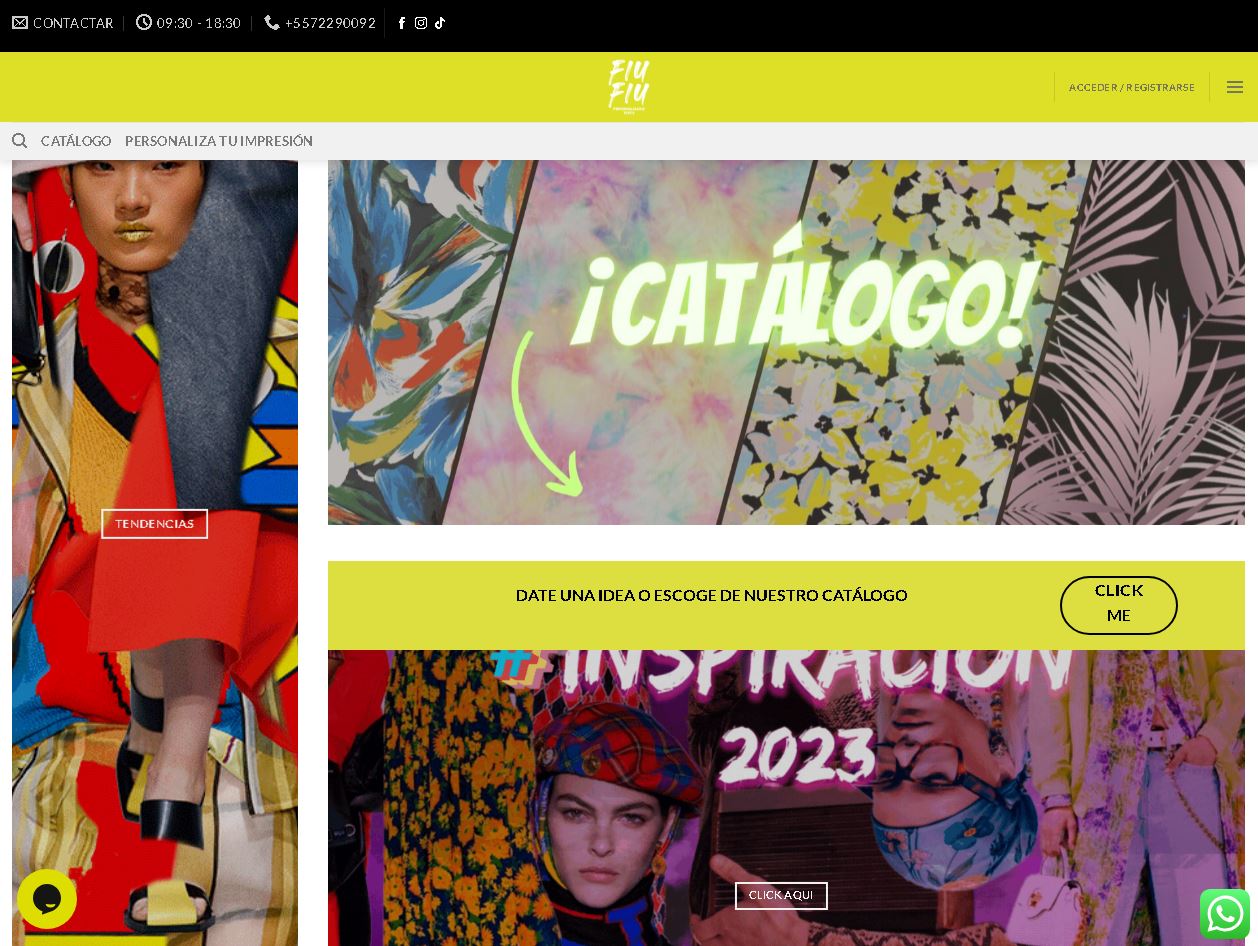 CONTACTAR
09:30 - 18:30
+5572290092
FIU
FIU
ACCEDER / REGISTRARSE
CATÁLOGO
PERSONALIZA TU IMPRESIÓN
TENDENCIAS
¡CATÁLOGO!
DATE UNA IDEA O ESCOGE DE NUESTRO CATÁLOGO
CLICK
ME
#INSPIRACION
2023
CLICK AQUI